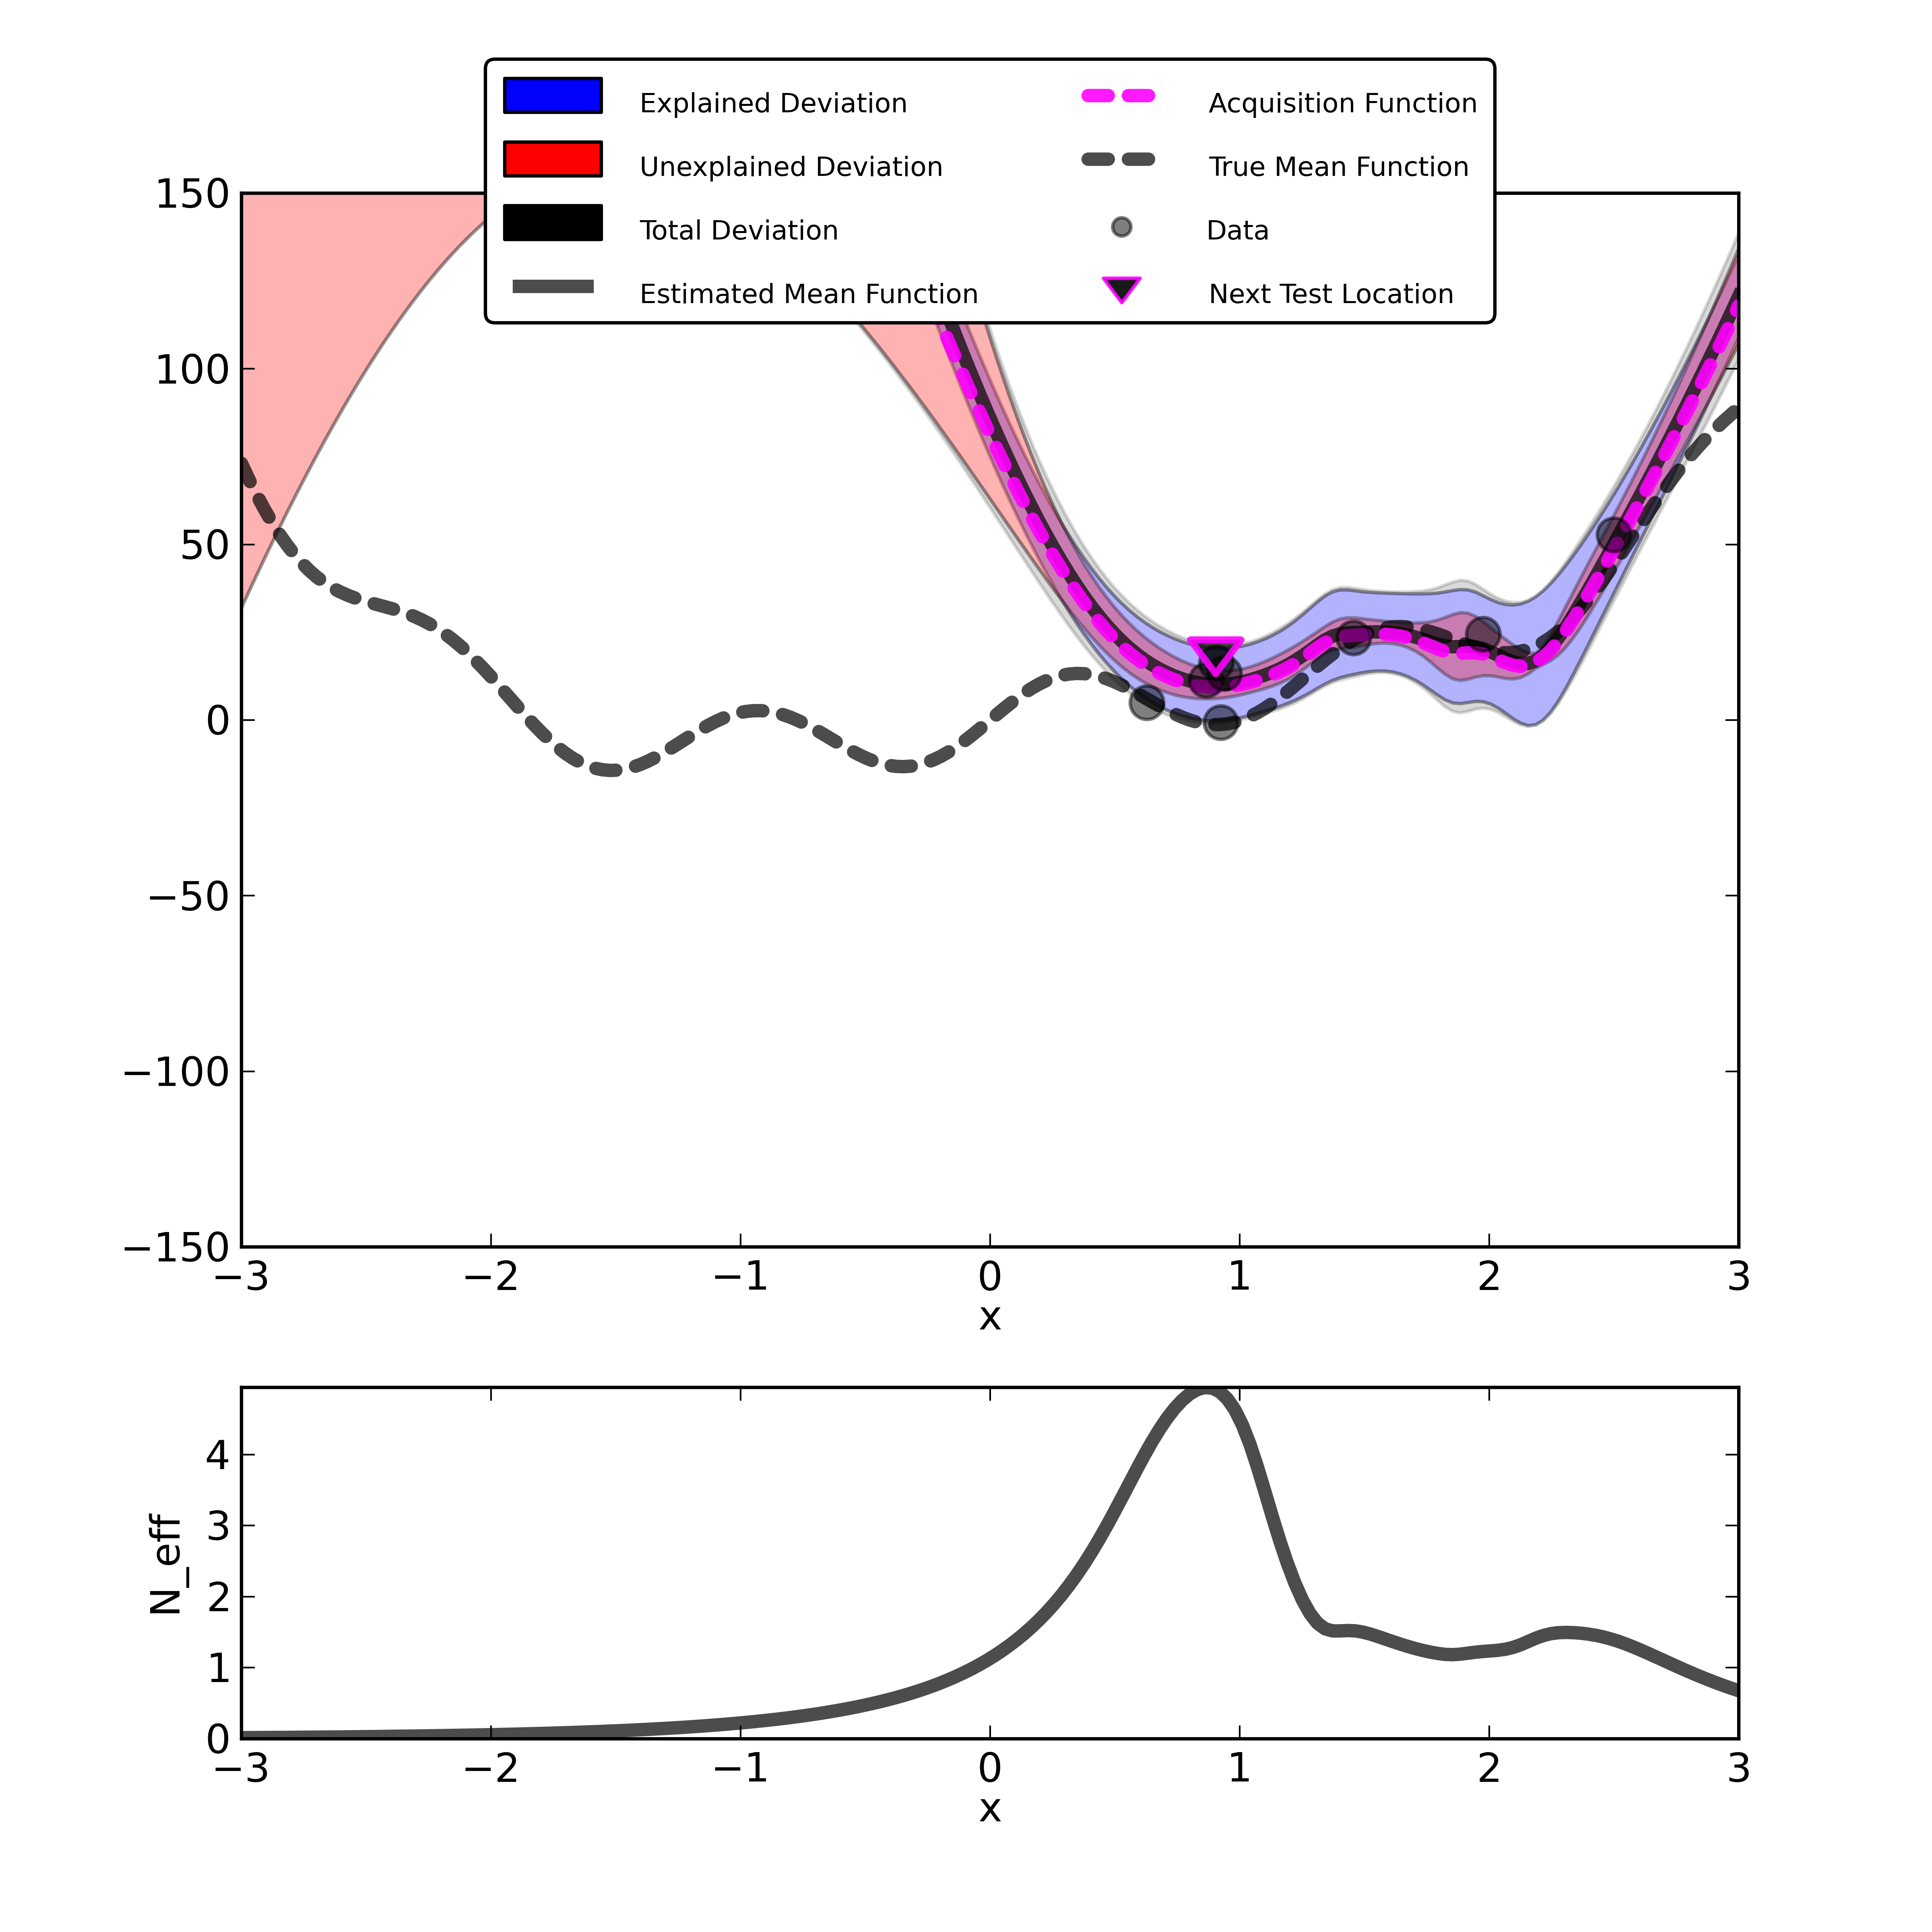 Explained Deviation
Unexplained Deviation
Total Deviation
Estimated Mean Function
Acquisition Function
True Mean Function
Data
Next Test Location
150
100
50
0
−50
−100
−150
−3 −2 −1 0 1 2 3
x
N_eff
4
3
2
1
0
−3 −2 −1 0 1 2 3
x